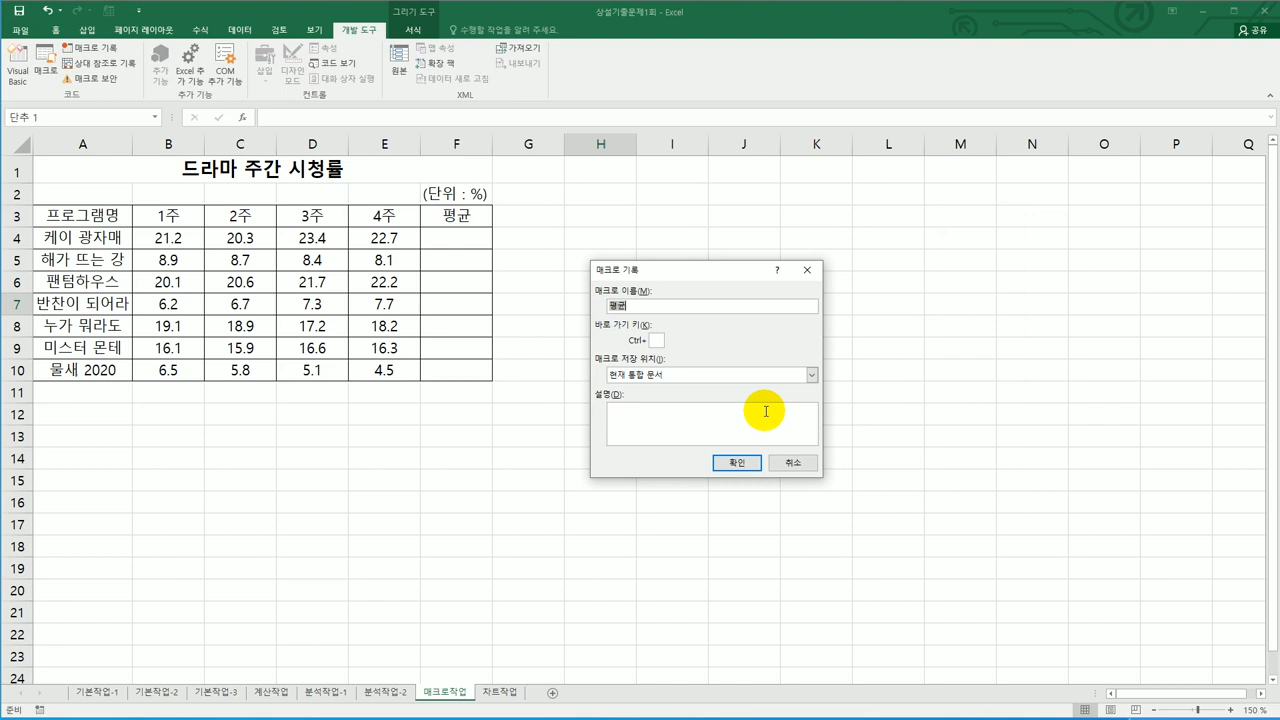 그리기 도구
상설기출문제1회 - Excel
파일 홈 삽입 페이지 레이아웃 수식 데이터 검토 보기 개발 도구 서식 수행할 작업을 알려 주세요. 공유
Visual Basic
매크로
매크로 기록
상대 참조로 기록
매크로 보안
코드
추가 기능
Excel 추가 기능
COM 추가 기능
추가 기능
삽입
디자인 모드
속성
코드 보기
대화 상자 실행
컨트롤
원본
맵 속성
확장 팩
데이터 새로 고침
가져오기
내보내기
XML
단추 1
fx
A B C D E F G H I J K L M N O P Q
1 드라마 주간 시청률
2 (단위 : %)
3 프로그램명 1주 2주 3주 4주 평균
4 케이 광자매 21.2 20.3 23.4 22.7
5 해가 뜨는 강 8.9 8.7 8.4 8.1
6 팬텀하우스 20.1 20.6 21.7 22.2
7 반찬이 되어라 6.2 6.7 7.3 7.7
8 누가 뭐라도 19.1 18.9 17.2 18.2
9 미스터 몬테 16.1 15.9 16.6 16.3
10 물새 2020 6.5 5.8 5.1 4.5
11
12
13
14
15
16
17
18
19
20
21
22
23
24
매크로 기록 ?
매크로 이름(M):
평균
바로 가기 키(K):
Ctrl+
매크로 저장 위치(I):
현재 통합 문서
설명(D):
확인 취소
기본작업-1 기본작업-2 기본작업-3 계산작업 분석작업-1 분석작업-2 매크로작업 차트작업
준비 150 %